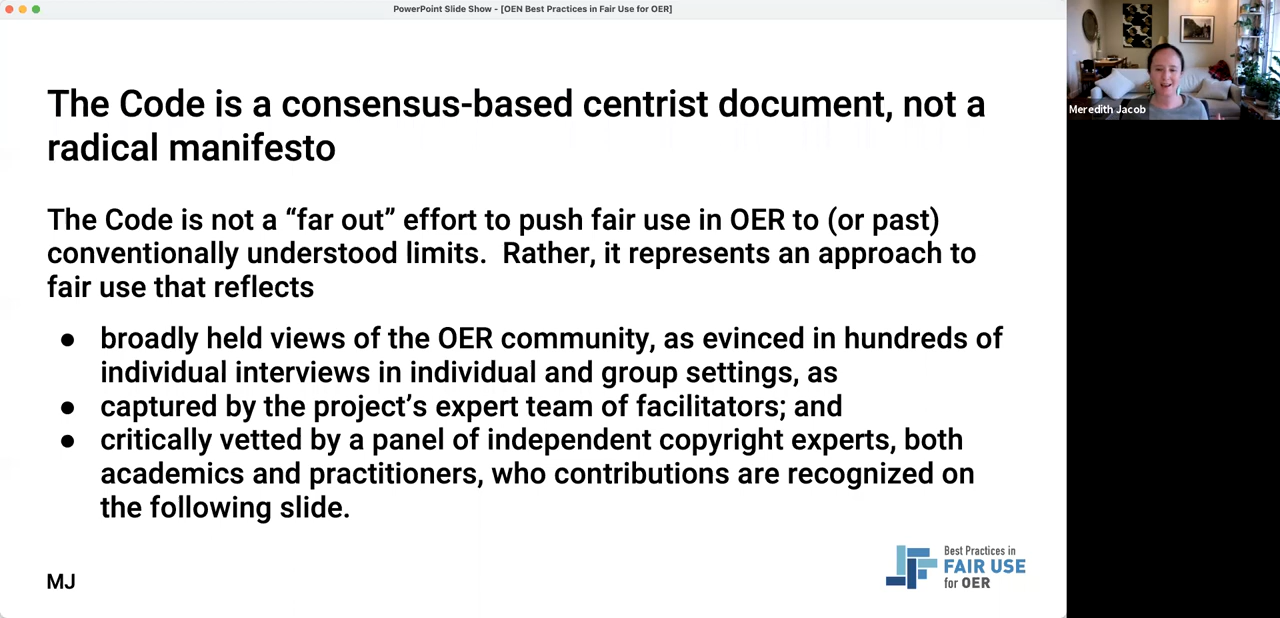 PowerPoint Slide Show - [OEN Best Practices in Fair Use for OER]
The Code is a consensus-based centrist document, not a
radical manifesto
The Code is not a “far out” effort to push fair use in OER to (or past)
conventionally understood limits.  Rather, it represents an approach to
fair use that reflects
● broadly held views of the OER community, as evinced in hundreds of
individual interviews in individual and group settings, as
● captured by the project’s expert team of facilitators; and
● critically vetted by a panel of independent copyright experts, both
academics and practitioners, who contributions are recognized on
the following slide.
MJ
Best Practices in
FAIR USE
for OER
Meredith Jacob